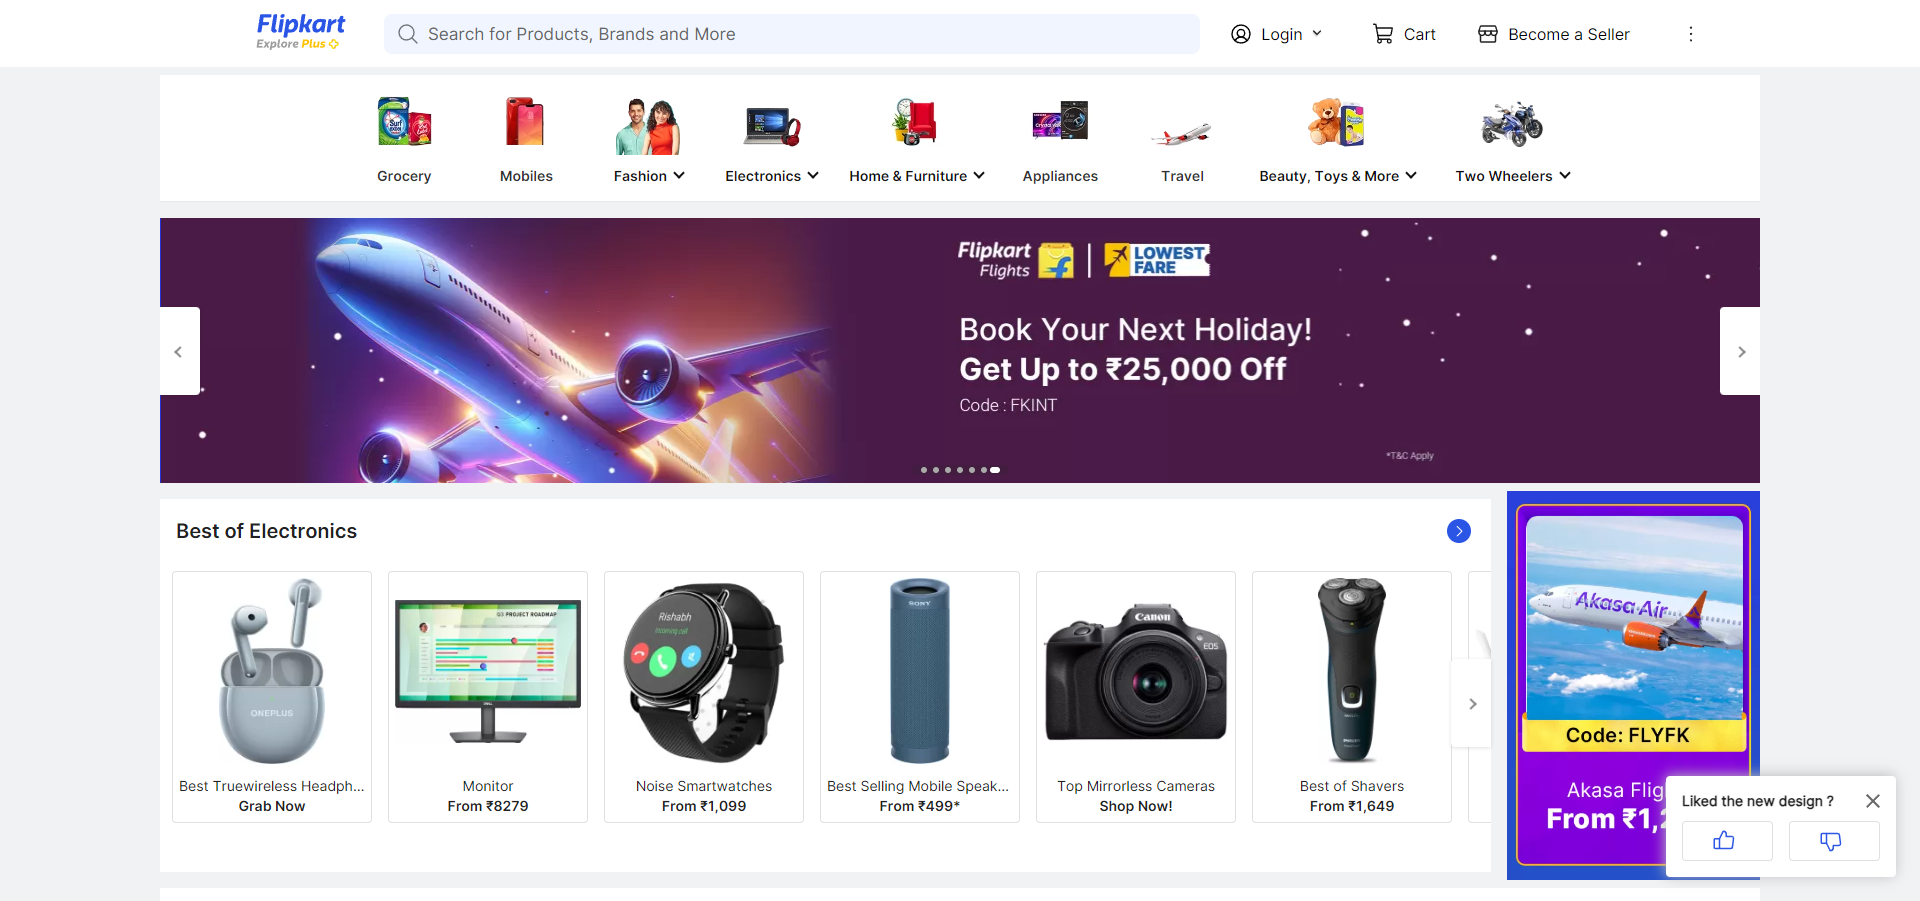 Flipkart
Explore Plus
Search for Products, Brands and More
Login
Cart
Become a Seller
Grocery
Mobiles
Fashion
Electronics
Home & Furniture
Appliances
Travel
Beauty, Toys & More
Two Wheelers
Flipkart
Flights
LOWEST
FARE
Book Your Next Holiday!
Get Up to ₹25,000 Off
Code : FKINT
*T&C Apply
Best of Electronics
ONEPLUS
Best Truewireless Headph...
Grab Now
PROJECT ROADMAP
DELL
Monitor
From ₹8279
Rishabh
Incoming call
Noise Smartwatches
From ₹1,099
SONY
Best Selling Mobile Speak...
From ₹499*
Canon
EOS
Top Mirrorless Cameras
Shop Now!
PHILIPS
Best of Shavers
From ₹1,649
Akasa Air
Code: FLYFK
Akasa Flig
From ₹1,
Liked the new design ?